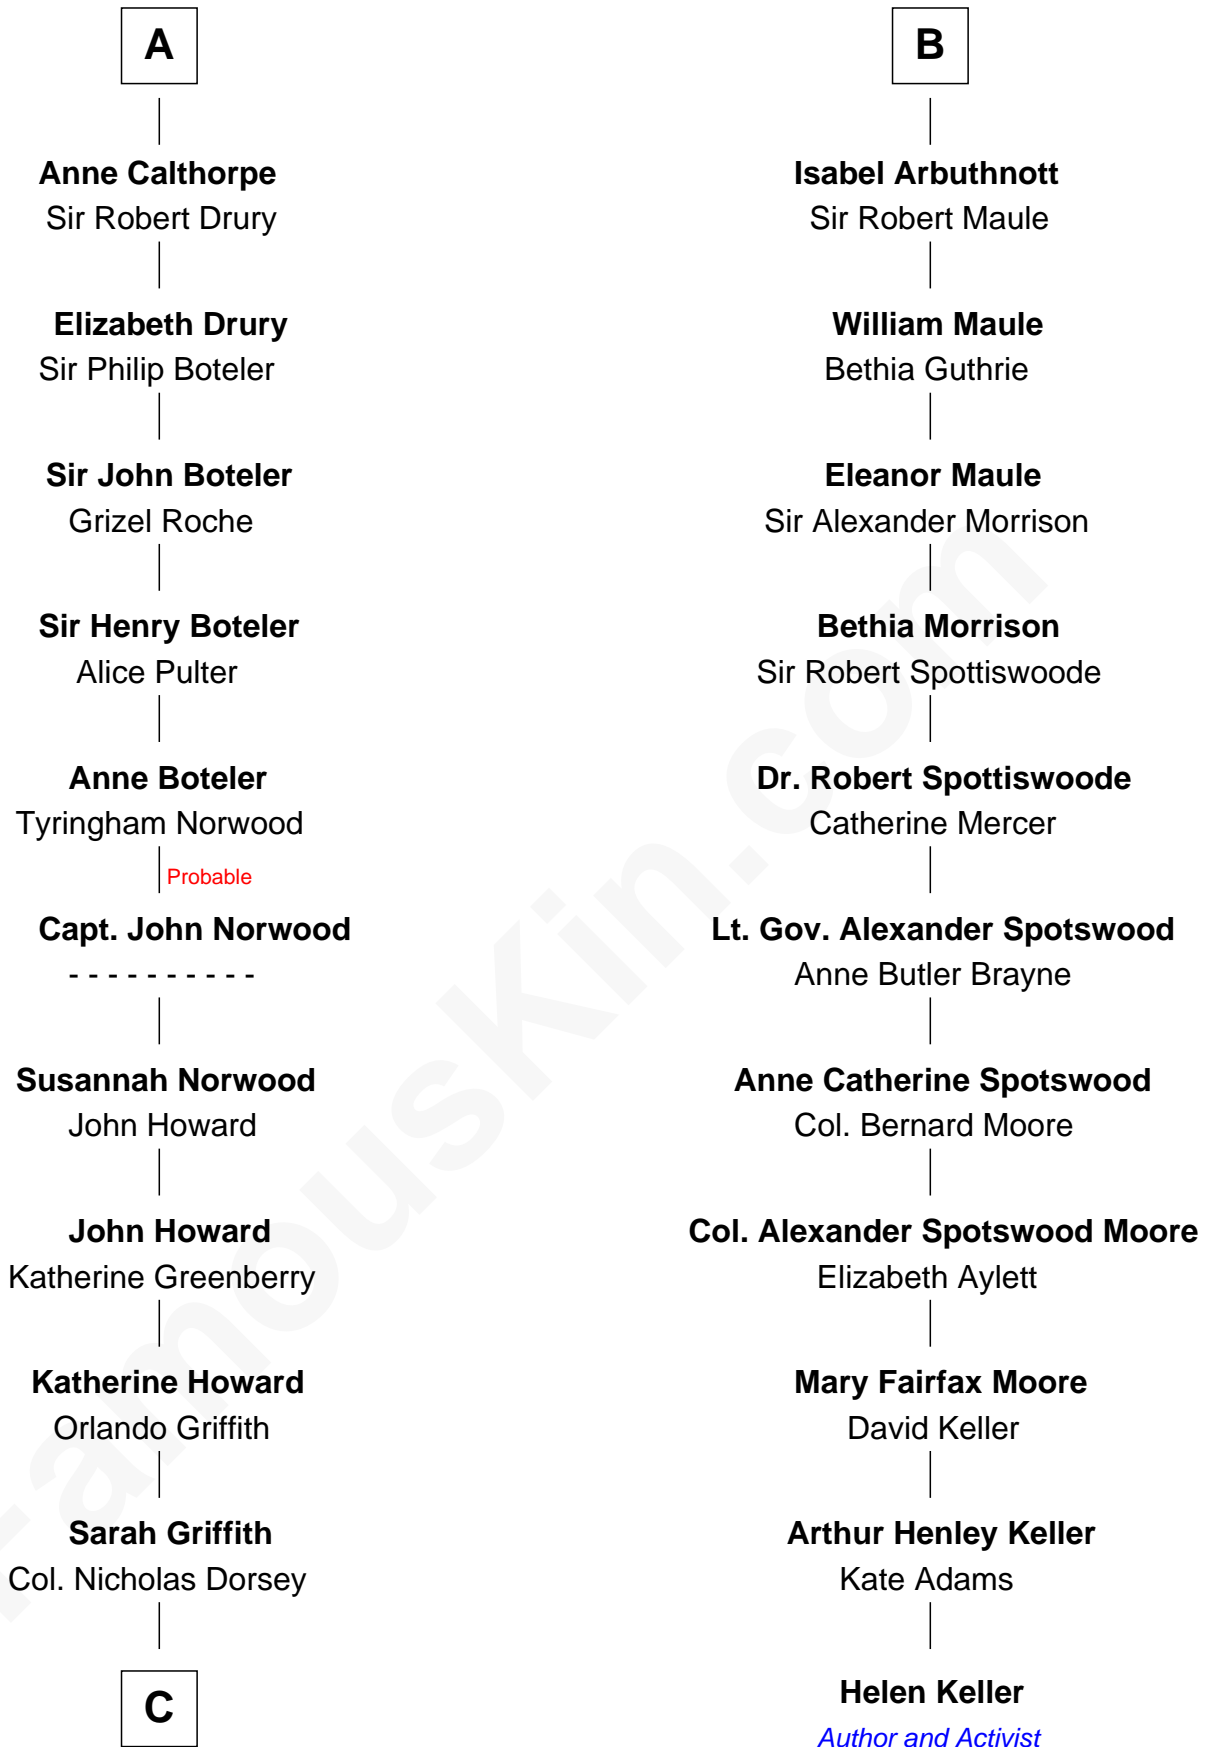 A
Anne Calthorpe
Sir Robert Drury
Elizabeth Drury
Sir Philip Boteler
Sir John Boteler
Grizel Roche
Sir Henry Boteler
Alice Pulter
Anne Boteler
Tyringham Norwood
Probable
Capt. John Norwood
- - - - - - - - - -
Susannah Norwood
John Howard
John Howard
Katherine Greenberry
Katherine Howard
Orlando Griffith
Sarah Griffith
Col. Nicholas Dorsey
C
B
Isabel Arbuthnott
Sir Robert Maule
William Maule
Bethia Guthrie
Eleanor Maule
Sir Alexander Morrison
Bethia Morrison
Sir Robert Spottiswoode
Dr. Robert Spottiswoode
Catherine Mercer
Lt. Gov. Alexander Spotswood
Anne Butler Brayne
Anne Catherine Spotswood
Col. Bernard Moore
Col. Alexander Spotswood Moore
Elizabeth Aylett
Mary Fairfax Moore
David Keller
Arthur Henley Keller
Kate Adams
Helen Keller
Author and Activist
FamousKin.com